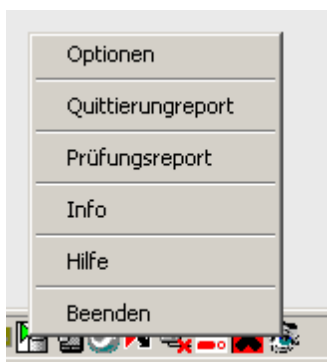 Optionen
Quittierungreport
Prüfungsreport
Info
Hilfe
Beenden